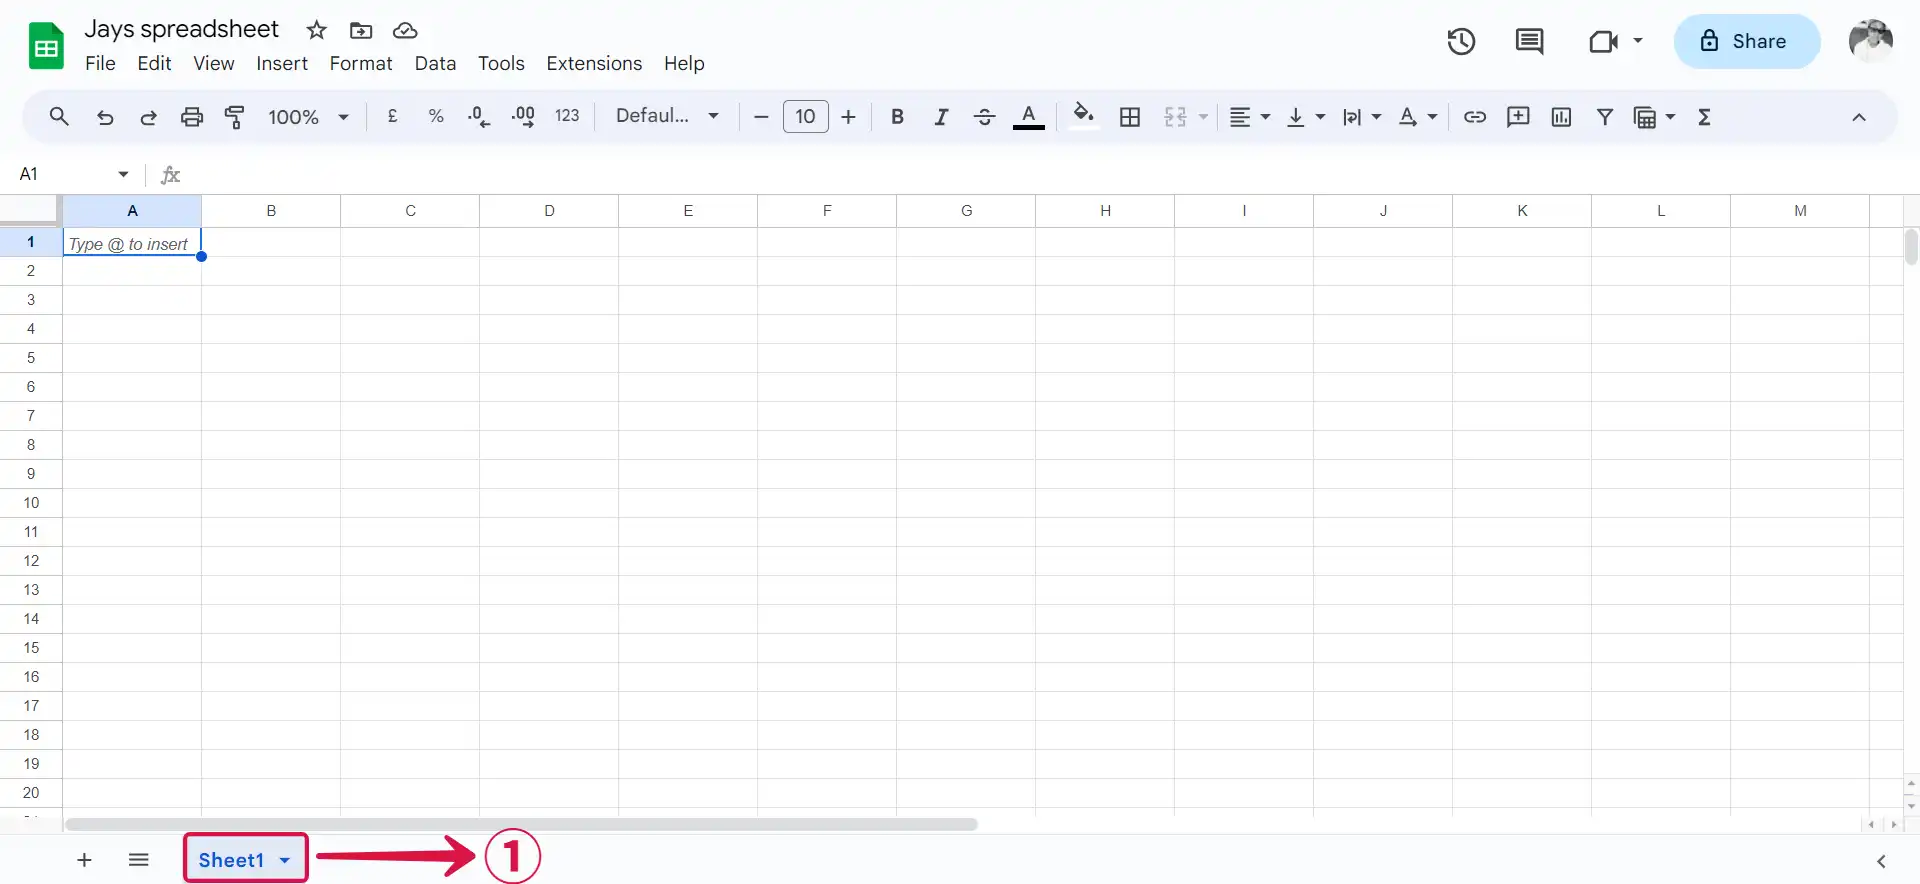 Jays spreadsheet
File Edit View Insert Format Data Tools Extensions Help
Share
100% £ % .0 .00 123 Defaul... 10 B I A A Σ
A1 fx
A B C D E F G H I J K L M
1 Type @ to insert
2
3
4
5
6
7
8
9
10
11
12
13
14
15
16
17
18
19
20
Sheet1 1